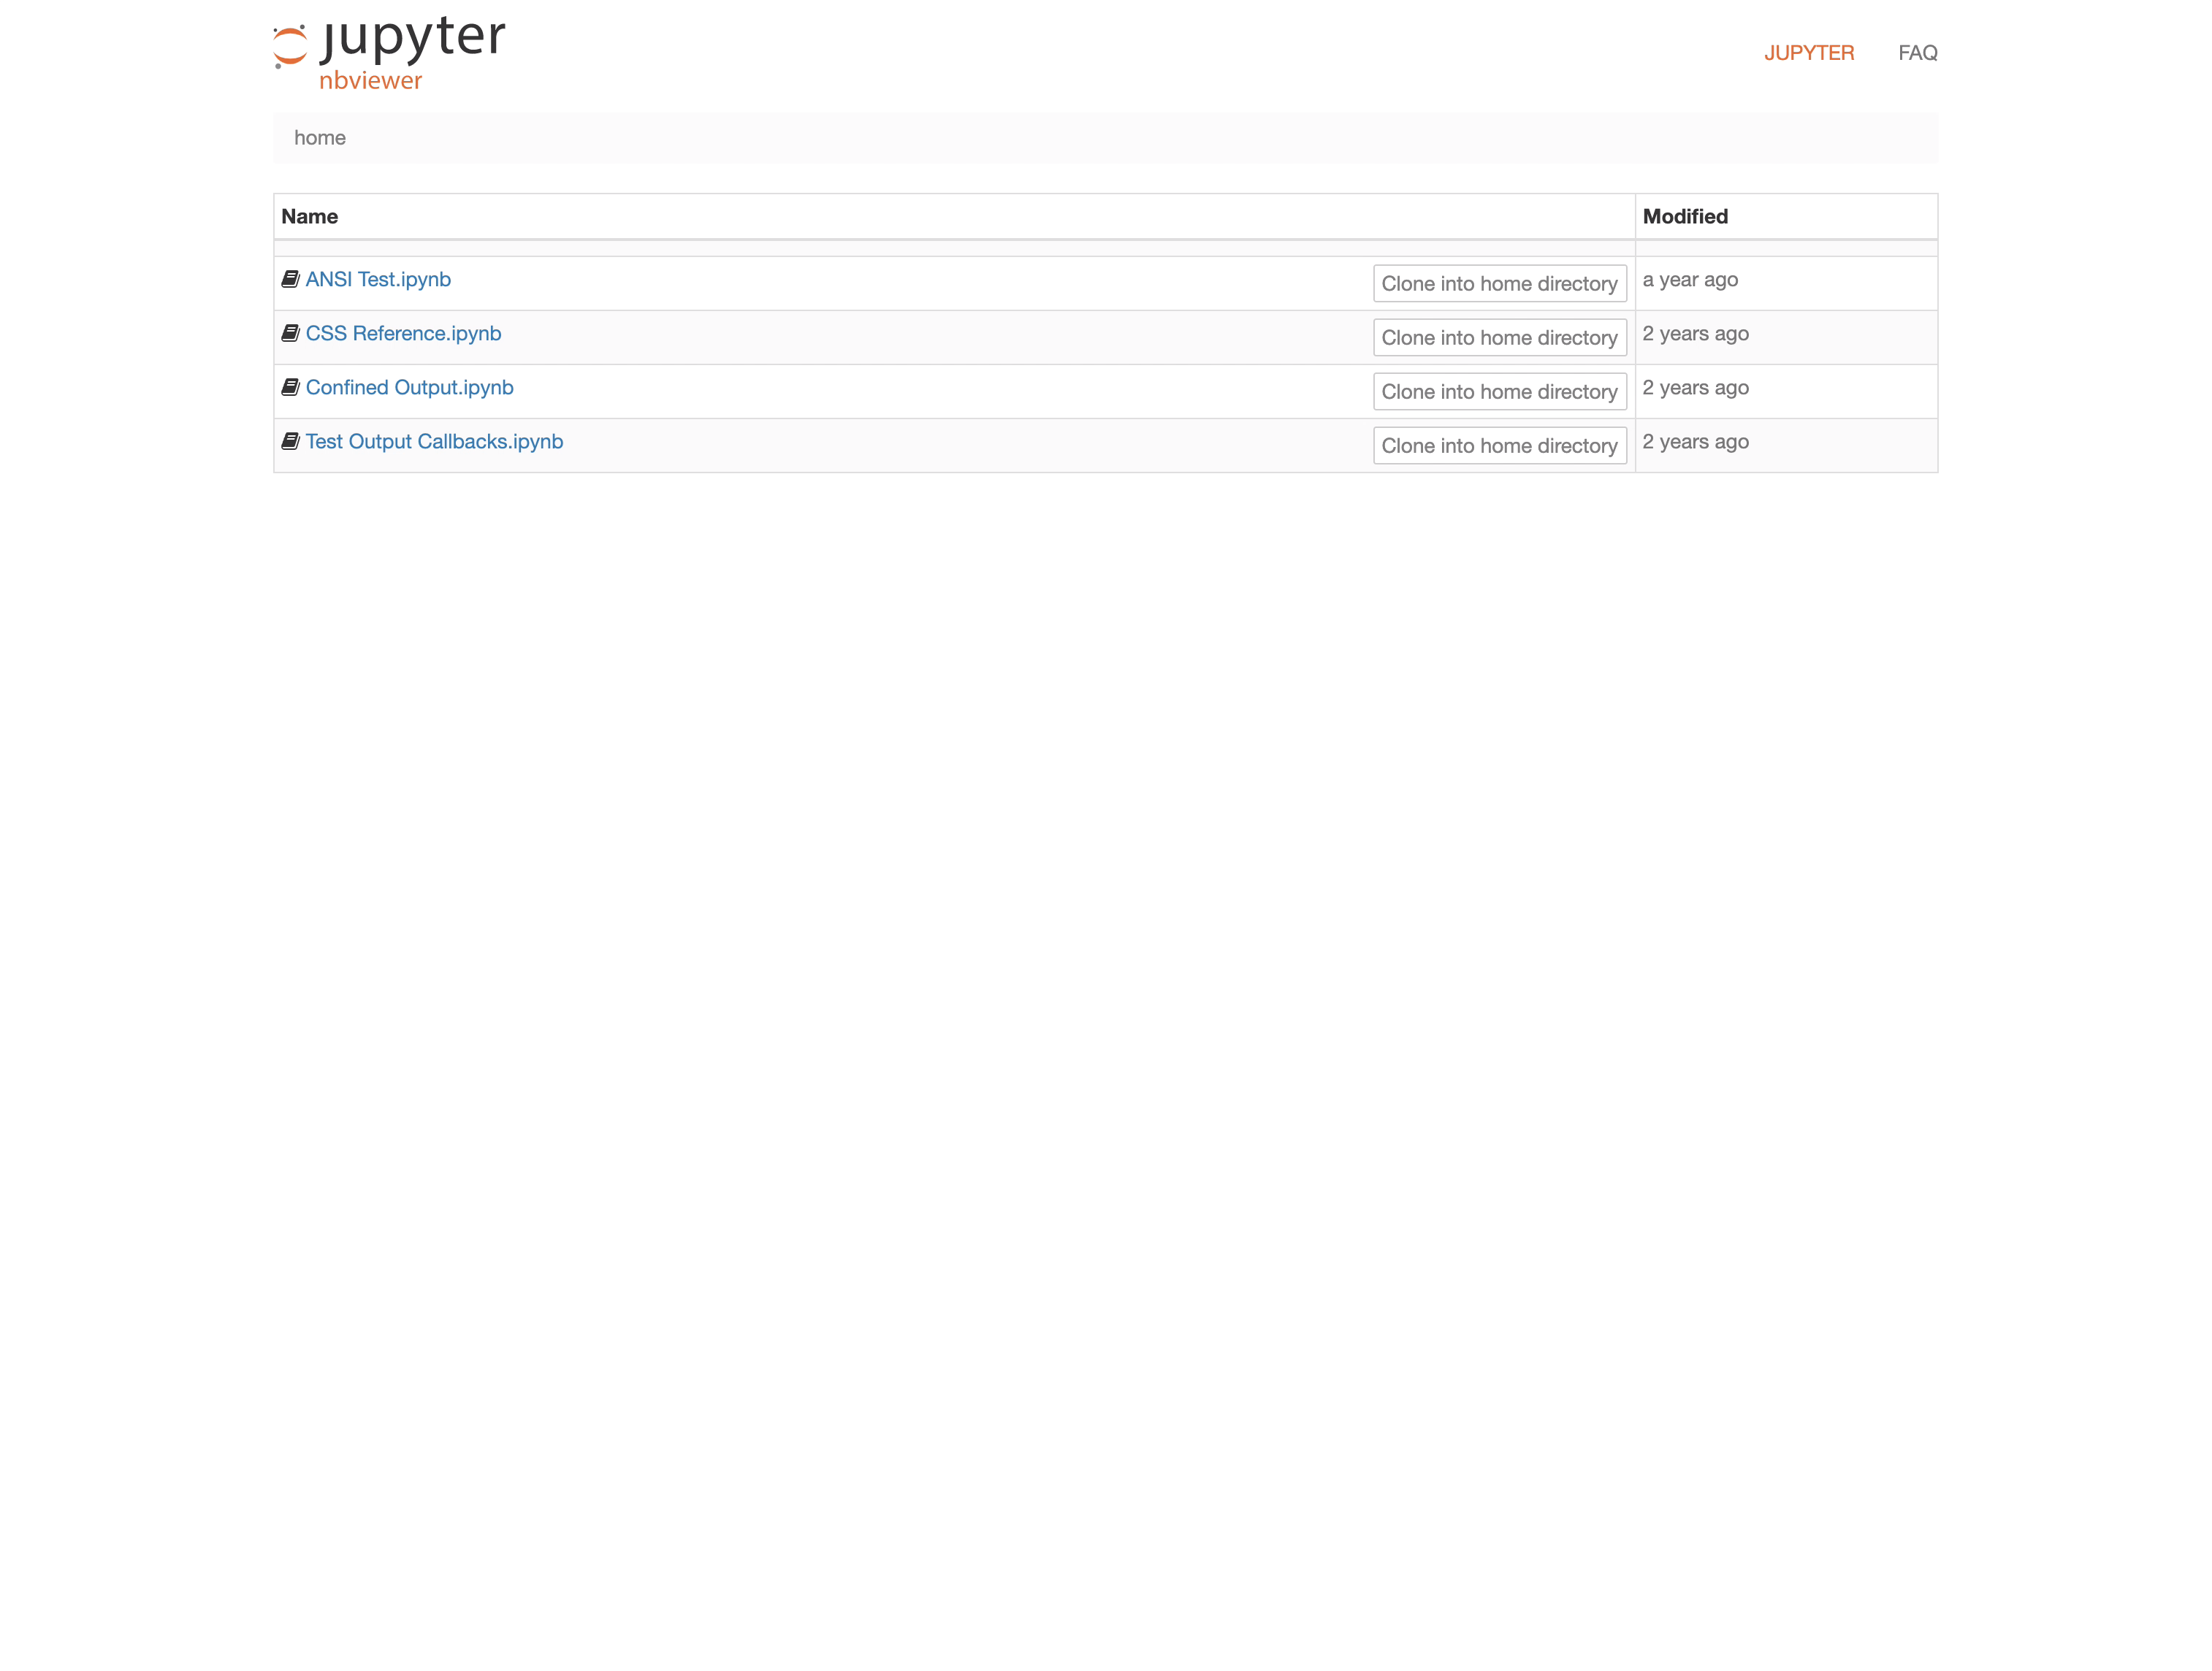 jupyter
nbviewer
JUPYTER FAQ
home
Name Modified
ANSI Test.ipynb Clone into home directory a year ago
CSS Reference.ipynb Clone into home directory 2 years ago
Confined Output.ipynb Clone into home directory 2 years ago
Test Output Callbacks.ipynb Clone into home directory 2 years ago